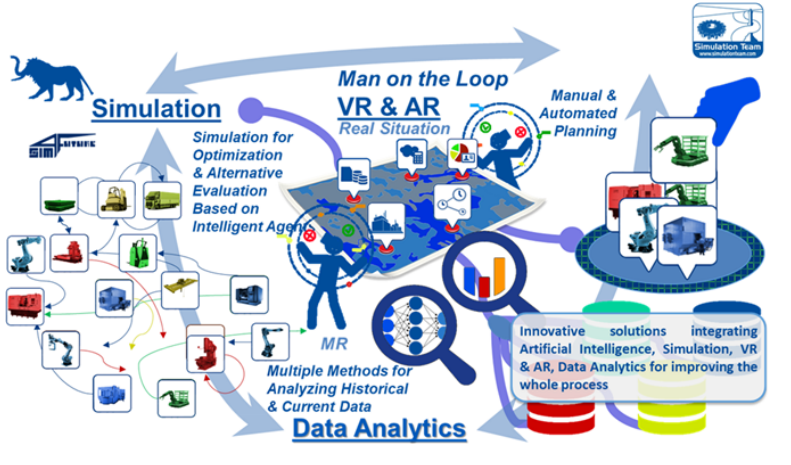 Simulation Team
www.simulationteam.com
Man on the Loop
VR & AR
Real Situation
Manual &
Automated
Planning
Simulation
SIM4FUTURE
Simulation for
Optimization
& Alternative
Evaluation
Based on
Intelligent Agents
MR
Multiple Methods for
Analyzing Historical
& Current Data
Data Analytics
Innovative solutions integrating
Artificial Intelligence, Simulation, VR
& AR, Data Analytics for improving the
whole process